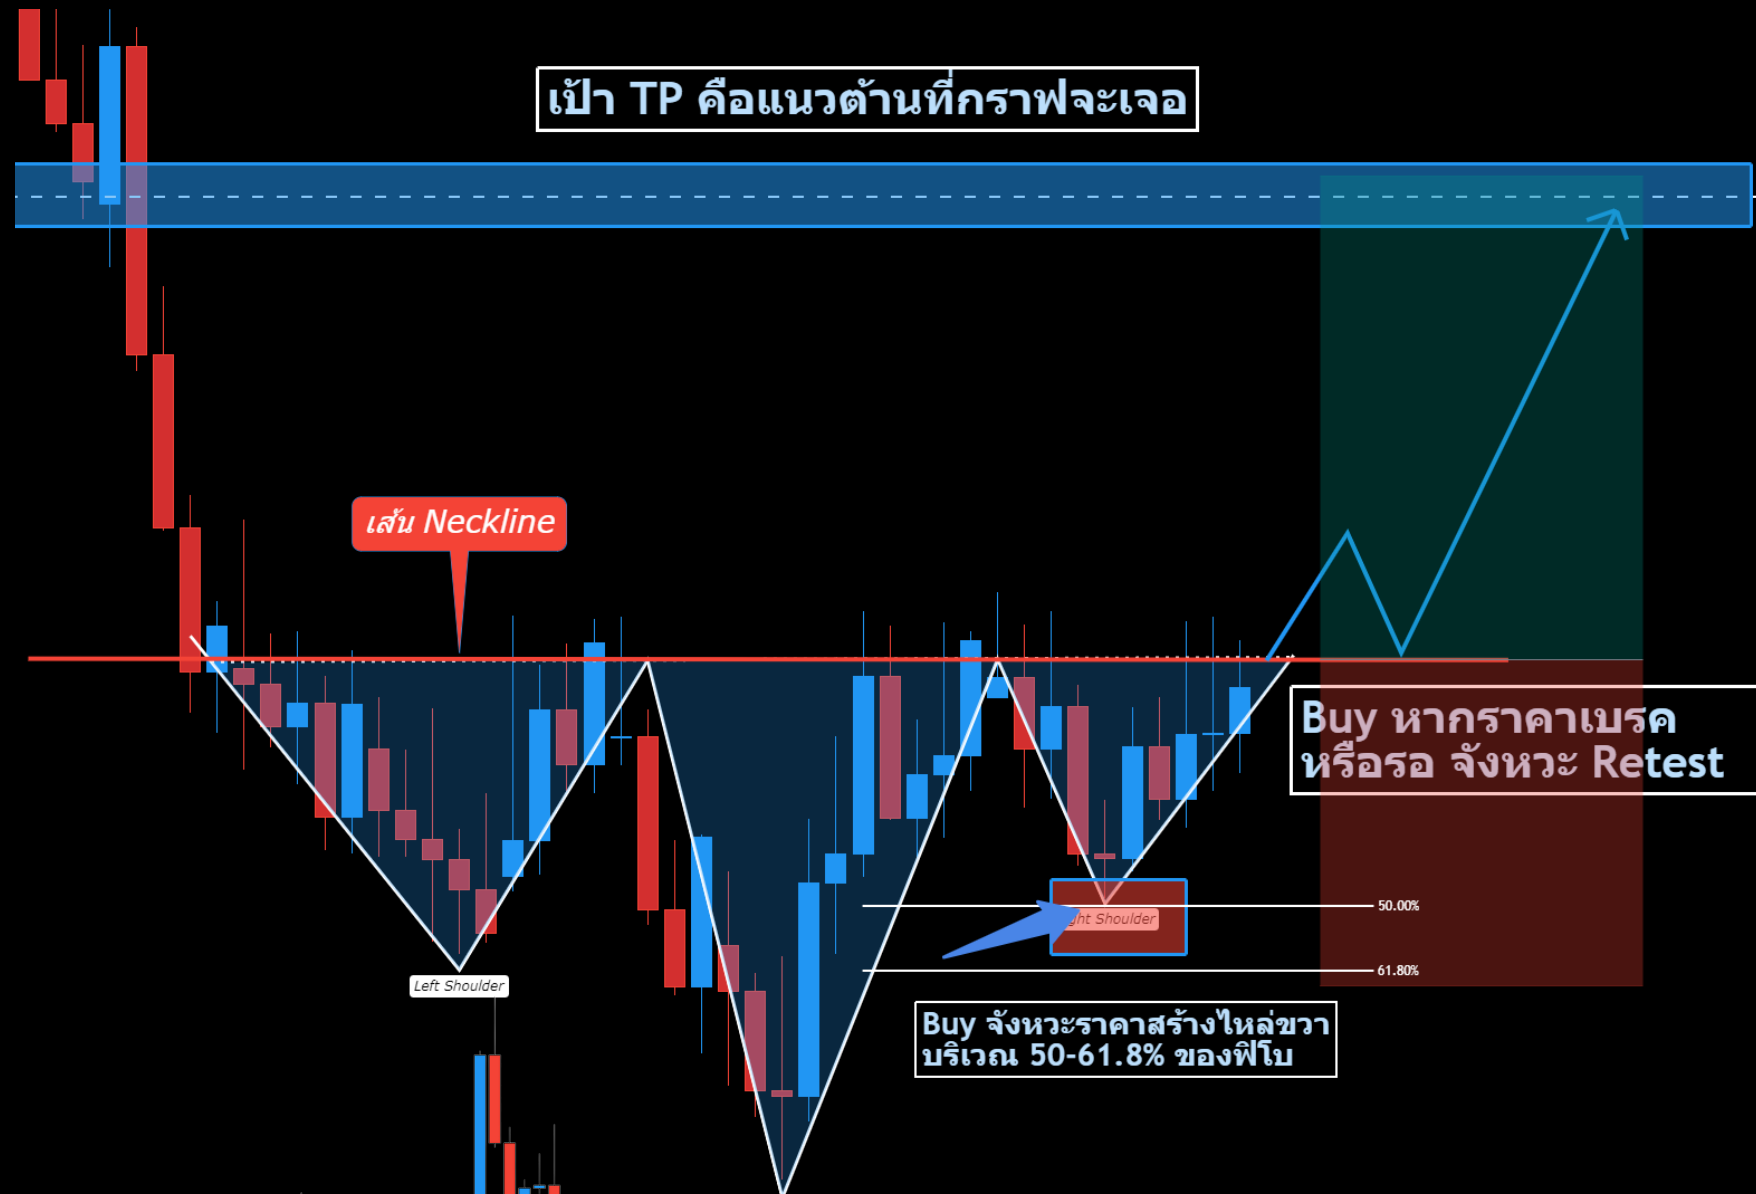 เป้า TP คือแนวต้านที่กราฟจะเจอ
เส้น Neckline
Buy หากราคาเบรค
หรือรอ จังหวะ Retest
50.00%
ght Shoulder
61.80%
Left Shoulder
Buy จังหวะราคาสร้างไหล่ขวา
บริเวณ 50-61.8% ของฟิโบ